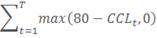 ∑_{t=1}^{T} max(80 − CCL_t, 0)